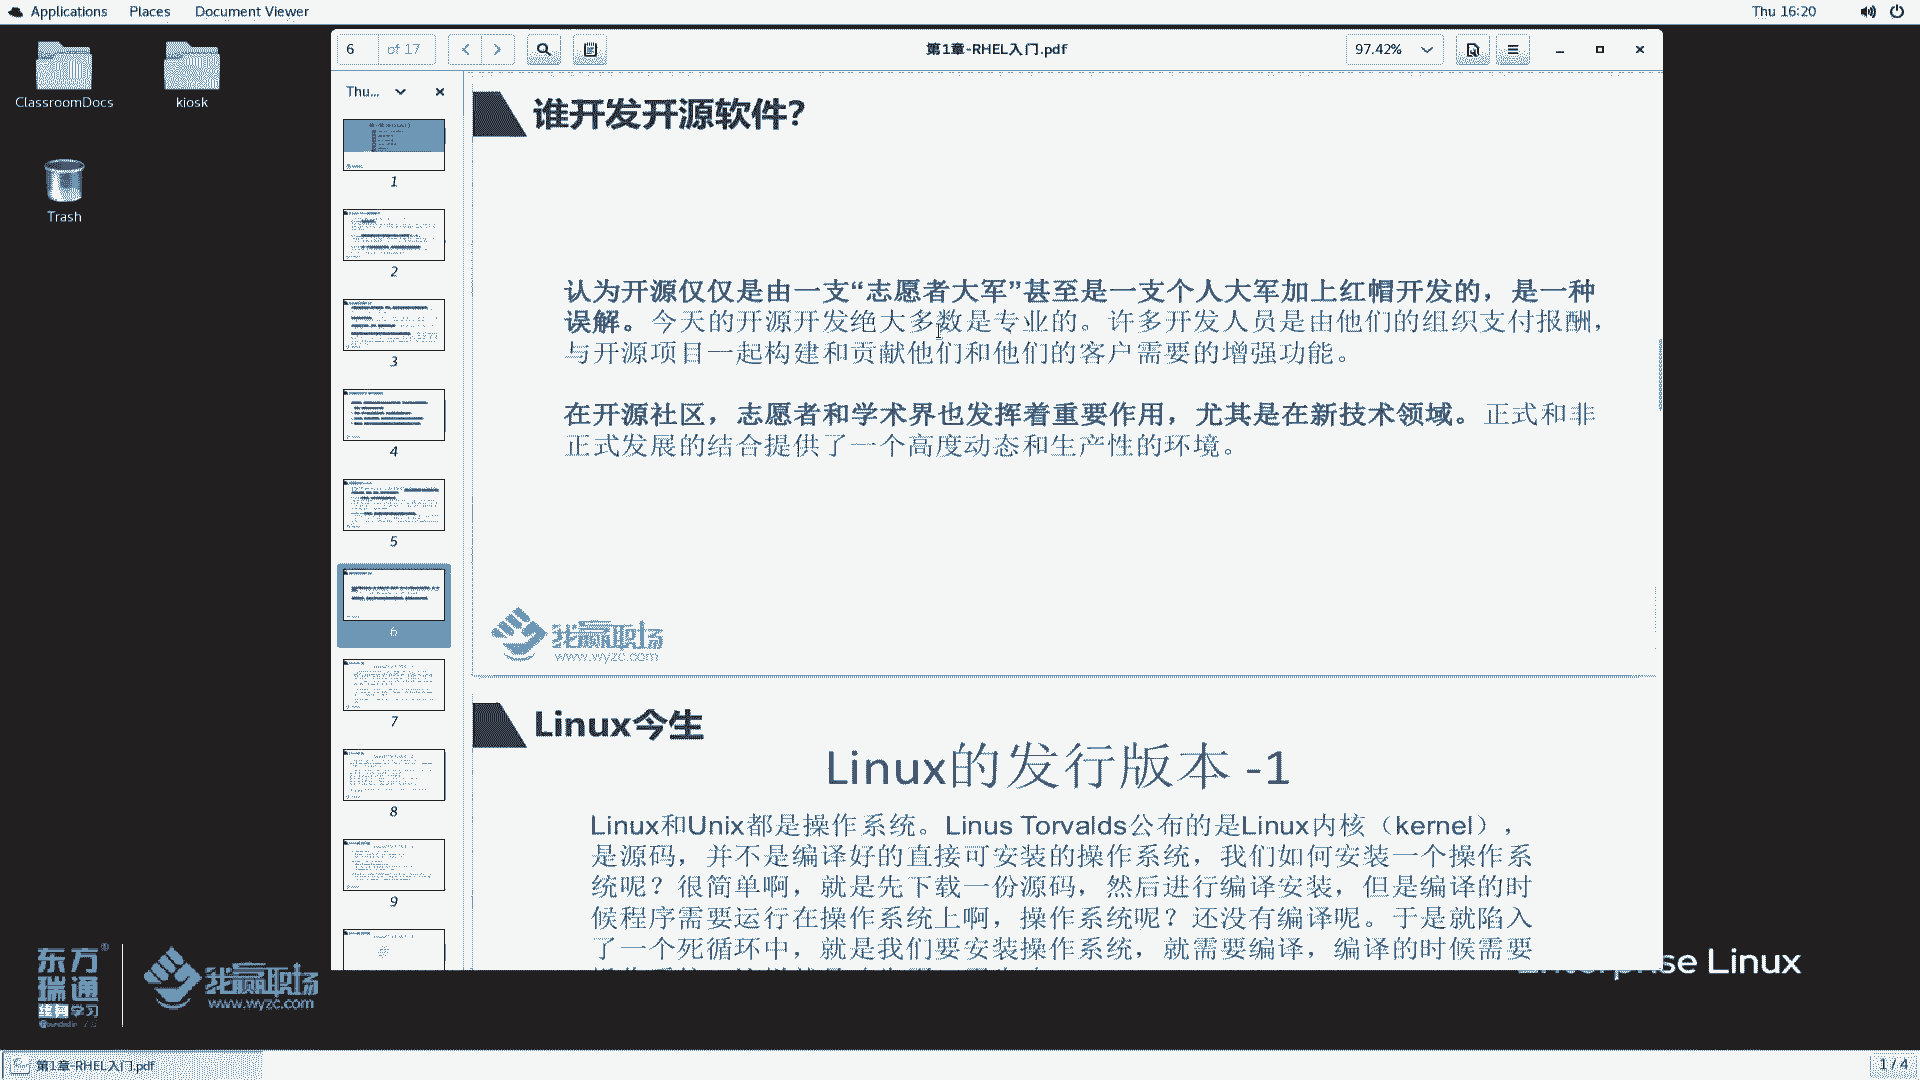 Applications Places Document Viewer
Thu 16:20
ClassroomDocs
kiosk
Trash
6 of 17
第1章-RHEL入门.pdf
97.42%
Thu...
1
2
3
4
5
6
7
8
9
谁开发开源软件?
认为开源仅仅是由一支“志愿者大军”甚至是一支个人大军加上红帽开发的，是一种
误解。今天的开源开发绝大多数是专业的。许多开发人员是由他们的组织支付报酬，
与开源项目一起构建和贡献他们和他们的客户需要的增强功能。
在开源社区，志愿者和学术界也发挥着重要作用，尤其是在新技术领域。正式和非
正式发展的结合提供了一个高度动态和生产性的环境。
我赢职场
www.wyzc.com
Linux今生
Linux的发行版本 -1
Linux和Unix都是操作系统。Linus Torvalds公布的是Linux内核（kernel），
是源码，并不是编译好的直接可安装的操作系统，我们如何安装一个操作系
统呢？很简单啊，就是先下载一份源码，然后进行编译安装，但是编译的时
候程序需要运行在操作系统上啊，操作系统呢？还没有编译呢。于是就陷入
了一个死循环中，就是我们要安装操作系统，就需要编译，编译的时候需要
Enterprise Linux
东方
瑞通
终身学习
我赢职场
www.wyzc.com
第1章-RHEL入门.pdf
1 / 4